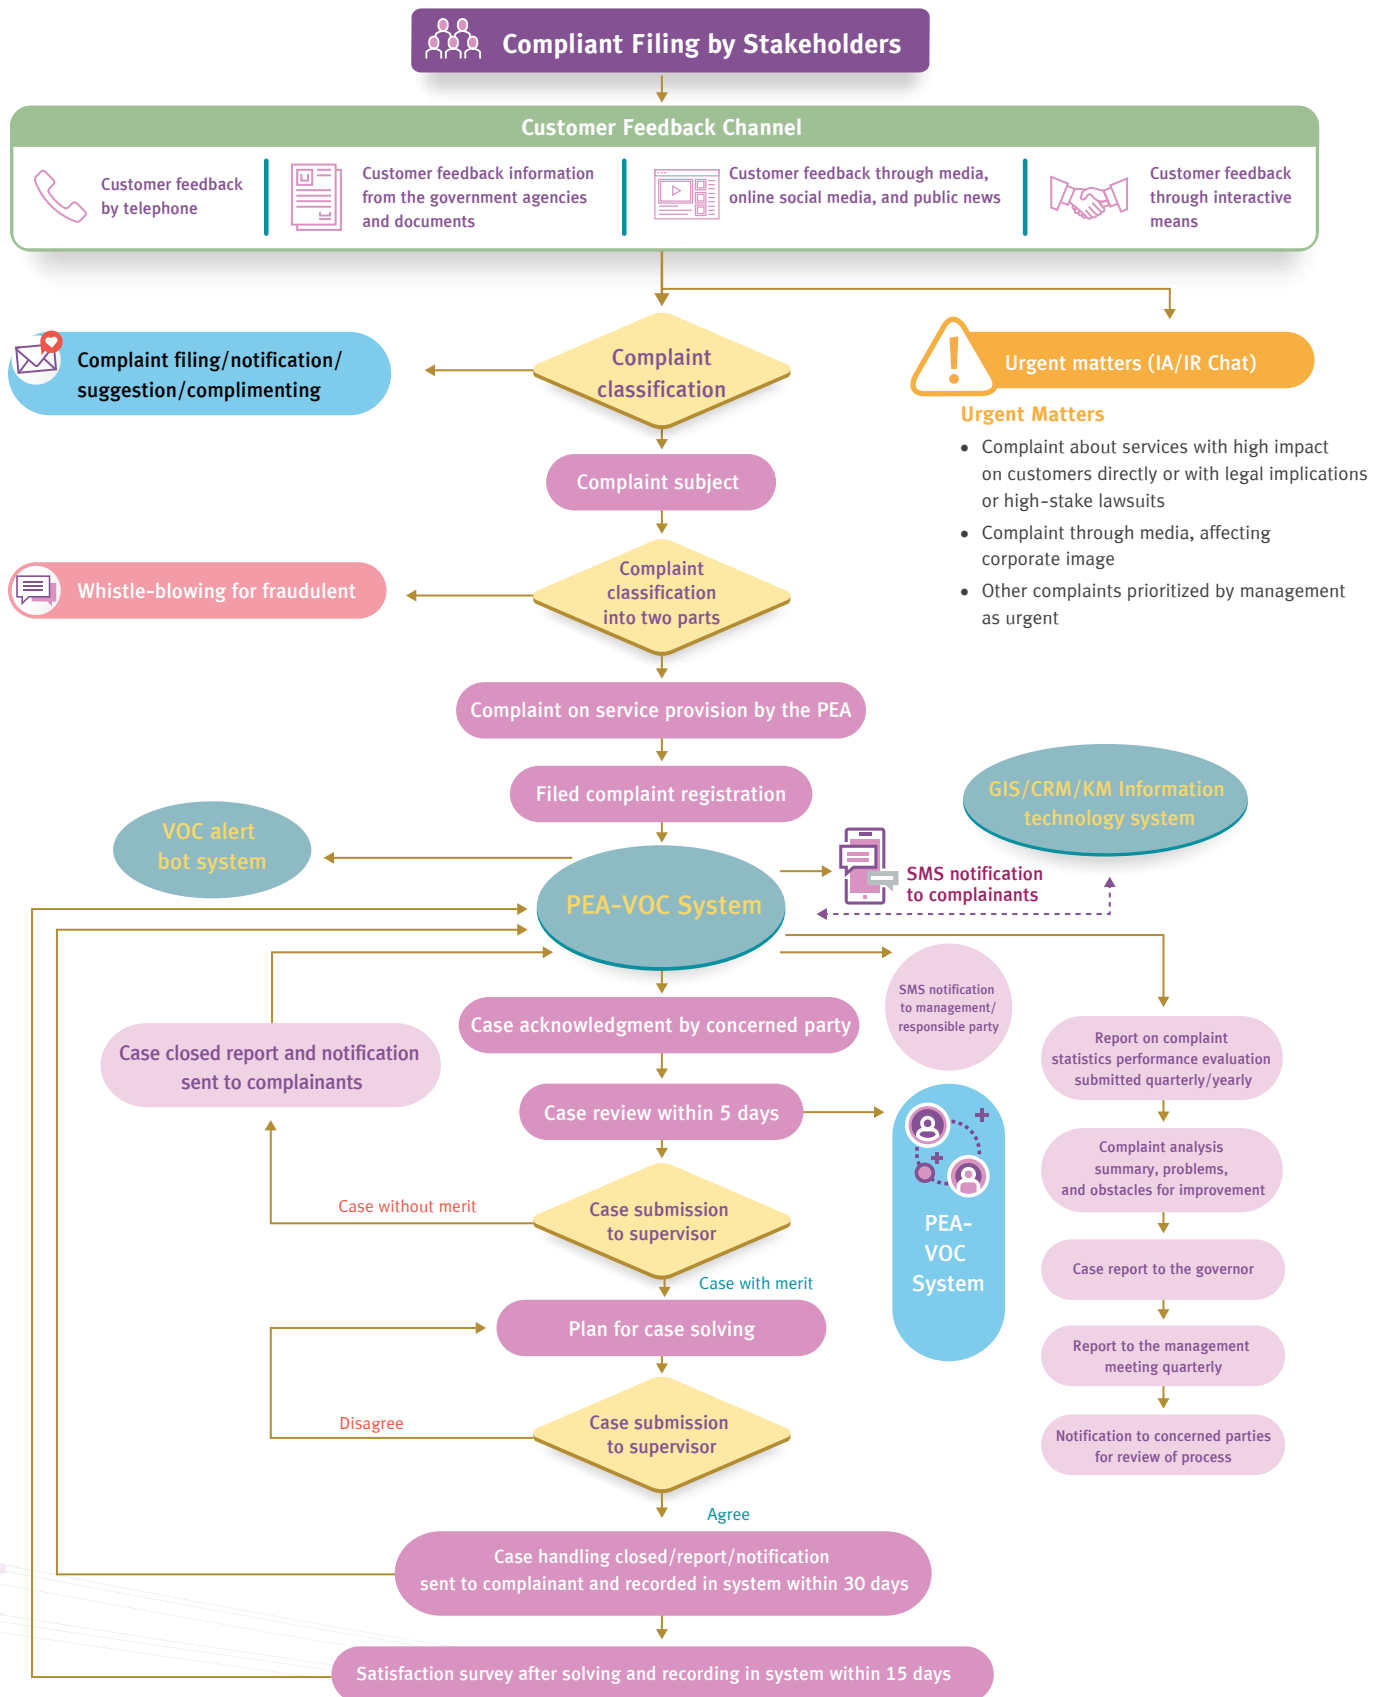 Compliant Filing by Stakeholders
Customer Feedback Channel
Customer feedback
by telephone
Customer feedback information
from the government agencies
and documents
Customer feedback through media,
online social media, and public news
Customer feedback
through interactive
means
Complaint filing/notification/
suggestion/complimenting
Complaint
classification
Urgent matters (IA/IR Chat)
Urgent Matters
• Complaint about services with high impact
on customers directly or with legal implications
or high-stake lawsuits
• Complaint through media, affecting
corporate image
• Other complaints prioritized by management
as urgent
Complaint subject
Whistle-blowing for fraudulent
Complaint
classification
into two parts
Complaint on service provision by the PEA
Filed complaint registration
GIS/CRM/KM Information
technology system
VOC alert
bot system
PEA-VOC System
SMS notification
to complainants
SMS notification
to management/
responsible party
Case acknowledgment by concerned party
Case closed report and notification
sent to complainants
Report on complaint
statistics performance evaluation
submitted quarterly/yearly
Case review within 5 days
Complaint analysis
summary, problems,
and obstacles for improvement
Case without merit
Case submission
to supervisor
PEA-
VOC
System
Case report to the governor
Case with merit
Plan for case solving
Report to the management
meeting quarterly
Disagree
Case submission
to supervisor
Notification to concerned parties
for review of process
Agree
Case handling closed/report/notification
sent to complainant and recorded in system within 30 days
Satisfaction survey after solving and recording in system within 15 days